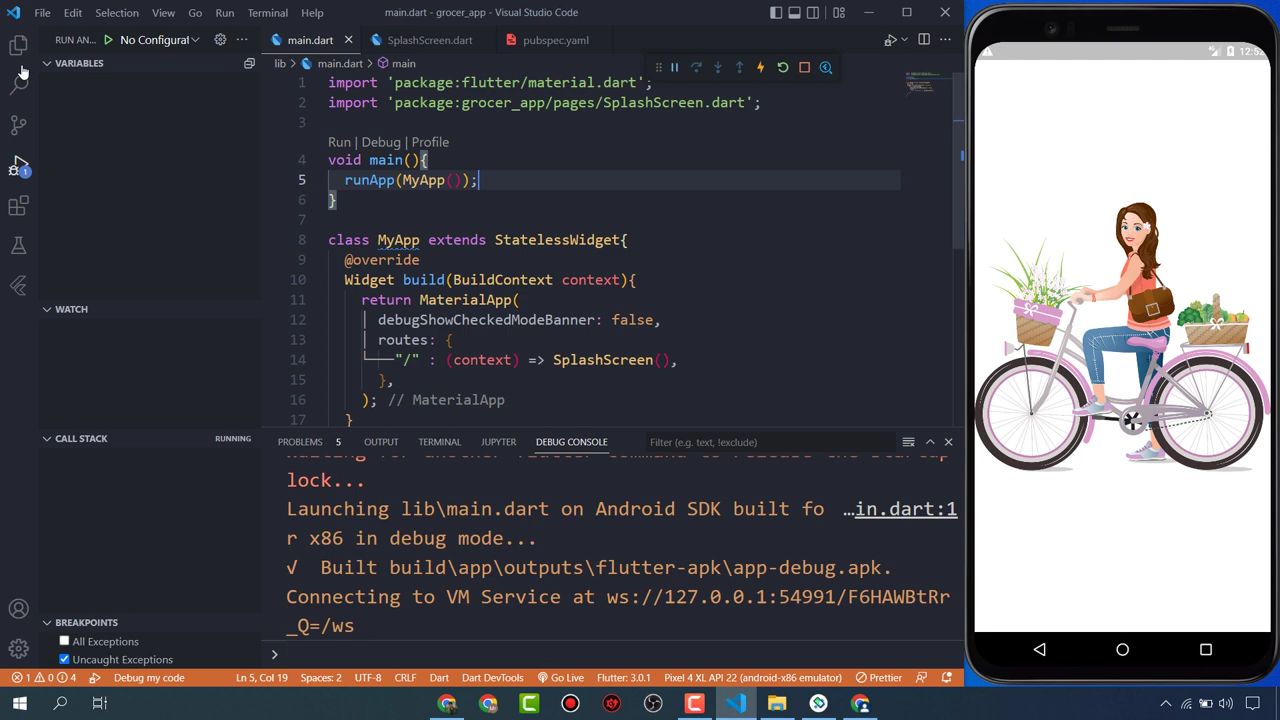 File Edit Selection View Go Run Terminal Help main.dart - grocer_app - Visual Studio Code
RUN AN... No Configurat main.dart SplashScreen.dart pubspec.yaml
12:52
VARIABLES lib main.dart main
1 import 'package:flutter/material.dart';
2 import 'package:grocer_app/pages/SplashScreen.dart';
3
Run | Debug | Profile
4 void main(){
5 runApp(MyApp());
6 }
7
8 class MyApp extends StatelessWidget{
9 @override
10 Widget build(BuildContext context){
11 return MaterialApp(
12 debugShowCheckedModeBanner: false,
13 routes: {
14 "/" : (context) => SplashScreen(),
15 },
16 ); // MaterialApp
17 }
1
WATCH
CALL STACK RUNNING
BREAKPOINTS
All Exceptions
Uncaught Exceptions
PROBLEMS 5 OUTPUT TERMINAL JUPYTER DEBUG CONSOLE Filter (e.g. text, !exclude)
lock...
Launching lib\main.dart on Android SDK built fo …in.dart:1
r x86 in debug mode...
√ Built build\app\outputs\flutter-apk\app-debug.apk.
Connecting to VM Service at ws://127.0.0.1:54991/F6HAWBtRr
_Q=/ws
1 0 4 Debug my code Ln 5, Col 19 Spaces: 2 UTF-8 CRLF Dart Dart DevTools Go Live Flutter: 3.0.1 Pixel 4 XL API 22 (android-x86 emulator) Prettier